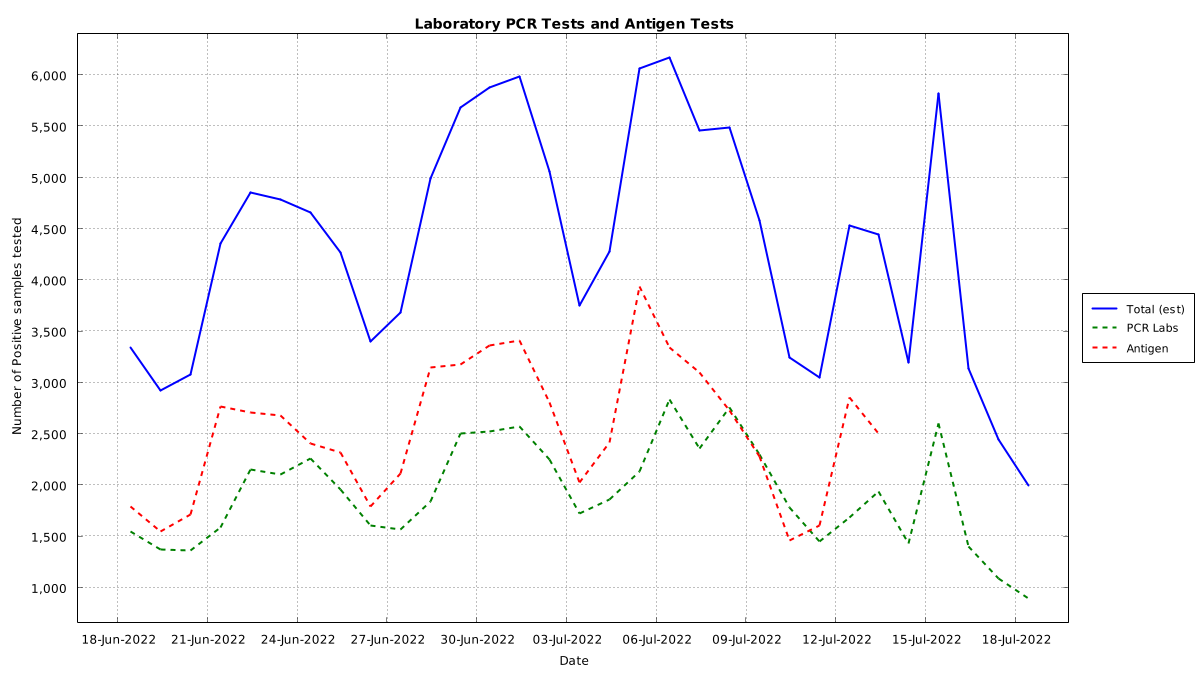 Laboratory PCR Tests and Antigen Tests
Number of Positive samples tested
6,000
5,500
5,000
4,500
4,000
3,500
3,000
2,500
2,000
1,500
1,000
18-Jun-2022 21-Jun-2022 24-Jun-2022 27-Jun-2022 30-Jun-2022 03-Jul-2022 06-Jul-2022 09-Jul-2022 12-Jul-2022 15-Jul-2022 18-Jul-2022
Date
Total (est)
PCR Labs
Antigen